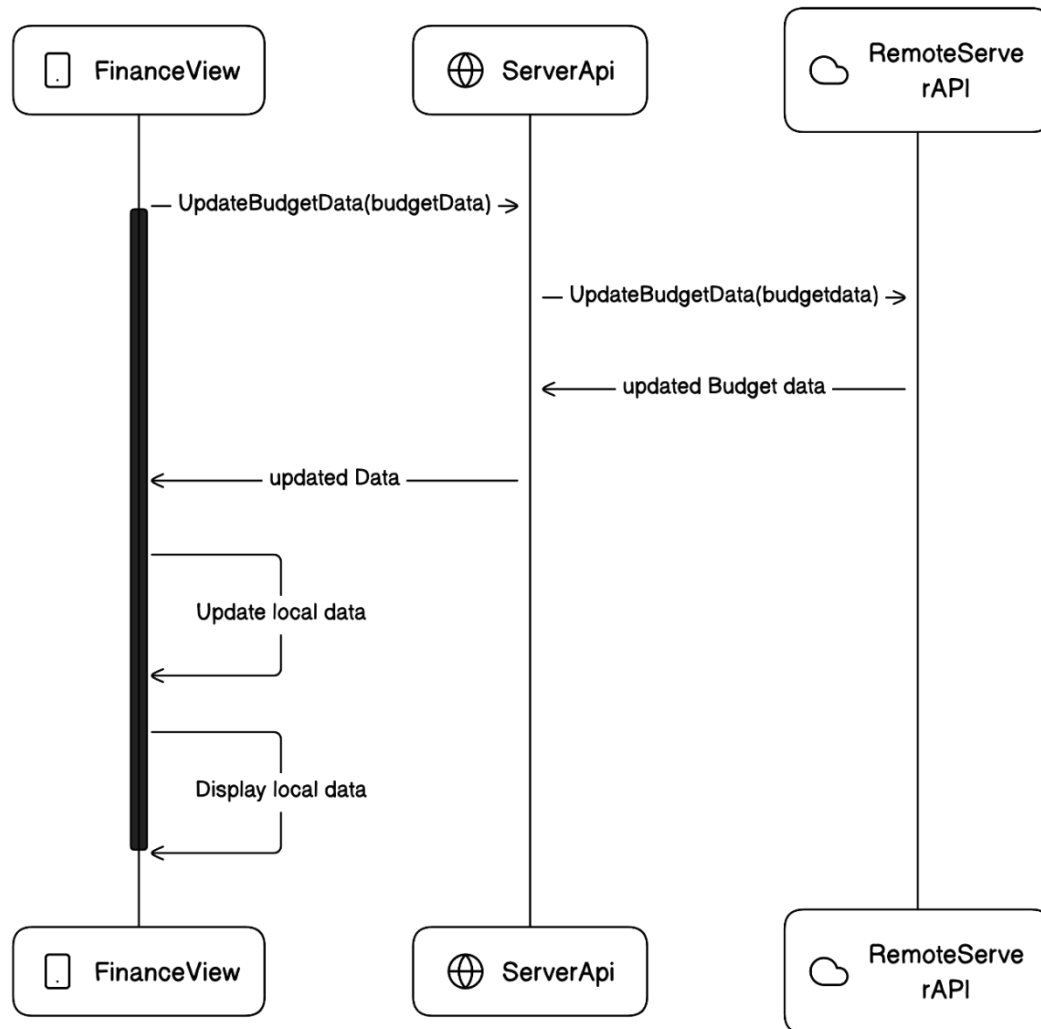 FinanceView
ServerApi
RemoteServe
rAPI
UpdateBudgetData(budgetData)
UpdateBudgetData(budgetdata)
updated Budget data
updated Data
Update local data
Display local data
FinanceView
ServerApi
RemoteServe
rAPI